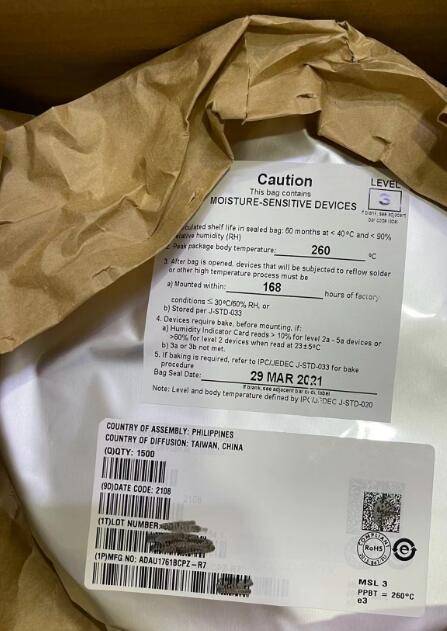 Caution
LEVEL
This bag contains
MOISTURE-SENSITIVE DEVICES
3
If blank, see adjacent
bar code label
culated shelf life in sealed bag: 60 months at < 40°C and < 90%
relative humidity (RH)
2. Peak package body temperature: 260 °C
3. After bag is opened, devices that will be subjected to reflow solder
or other high temperature process must be
a) Mounted within: 168 hours of factory
conditions ≤ 30°C/60% RH, or
b) Stored per J-STD-033
4. Devices require bake, before mounting, if:
a) Humidity Indicator Card reads > 10% for level 2a - 5a devices or
>60% for level 2 devices when read at 23±5°C
b) 3a or 3b not met.
5. If baking is required, refer to IPC/JEDEC J-STD-033 for bake
procedure
Bag Seal Date: 29 MAR 2021
If blank, see adjacent bar code label
Note: Level and body temperature defined by IPC/JEDEC J-STD-020
COUNTRY OF ASSEMBLY: PHILIPPINES
COUNTRY OF DIFFUSION: TAIWAN, CHINA
(Q)QTY: 1500
(9D)DATE CODE: 2108
2108
(1T)LOT NUMBER:
(1P)MFG NO: ADAU1761BCPZ-R7
COMPLIANT
RoHS
e
MSL 3
PPBT = 260°C
e3